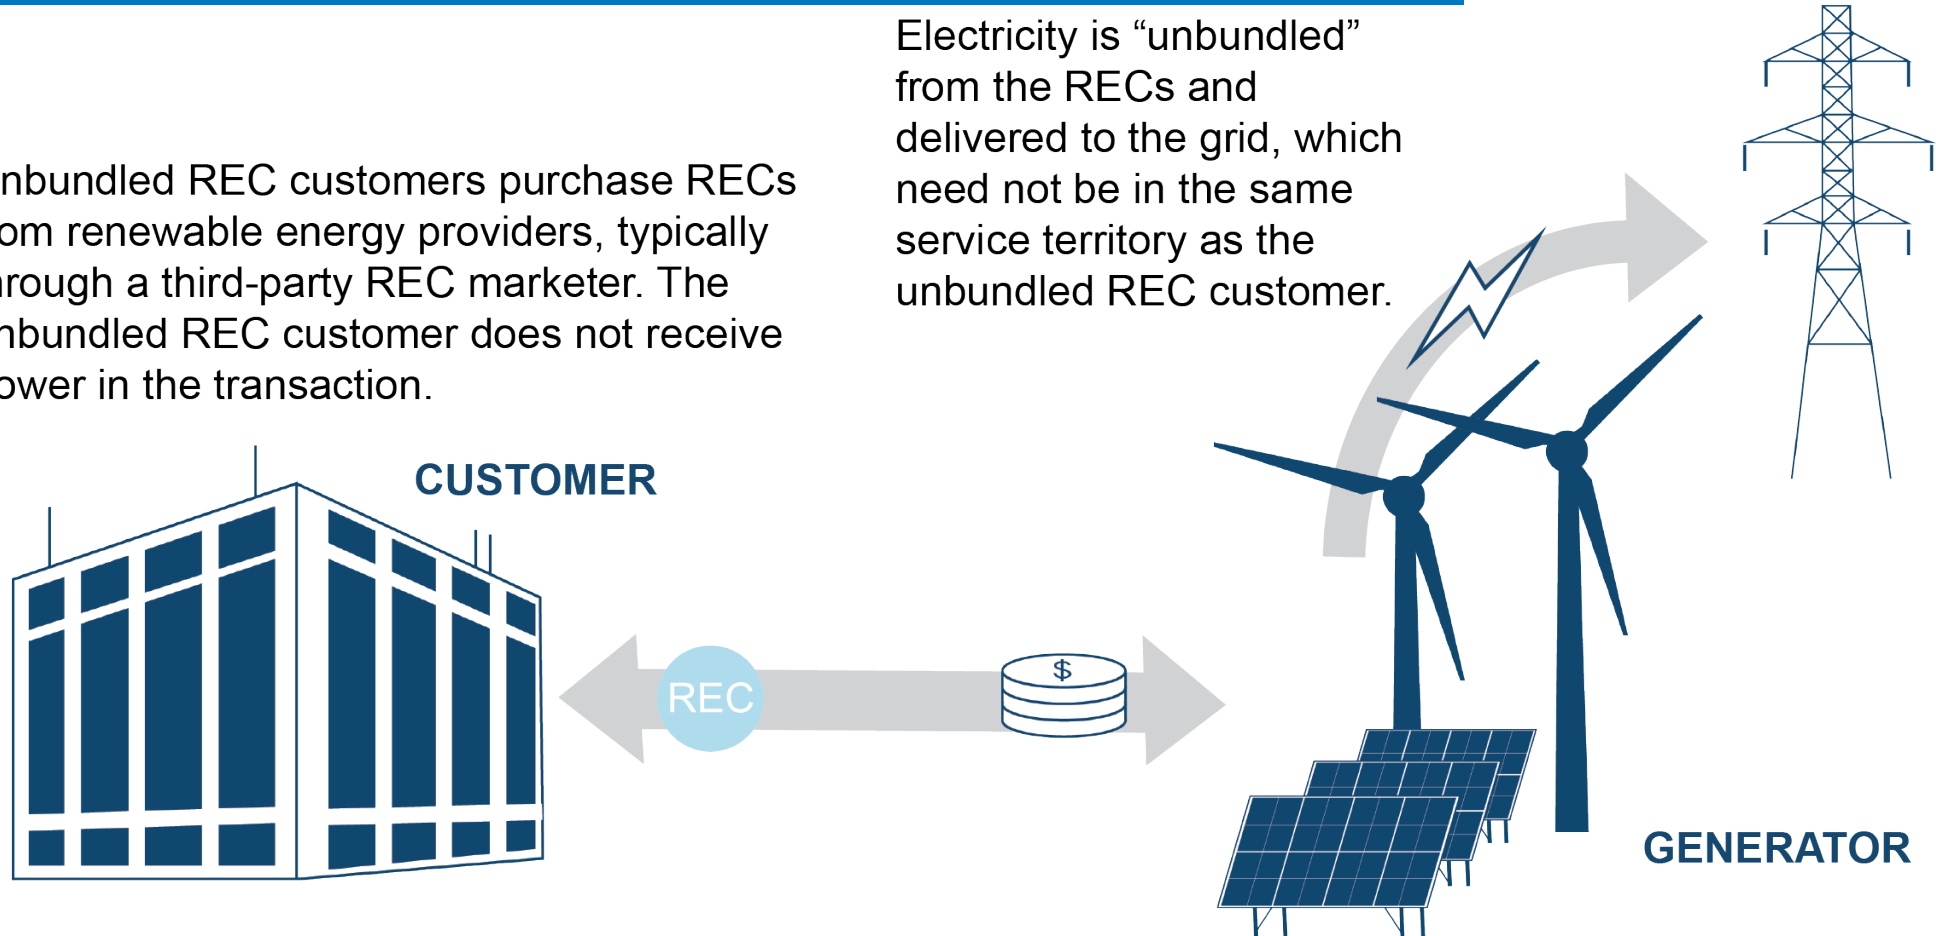 Electricity is “unbundled”
from the RECs and
delivered to the grid, which
need not be in the same
service territory as the
unbundled REC customer.
nbundled REC customers purchase RECs
om renewable energy providers, typically
hrough a third-party REC marketer. The
nbundled REC customer does not receive
ower in the transaction.
CUSTOMER
REC
$
GENERATOR